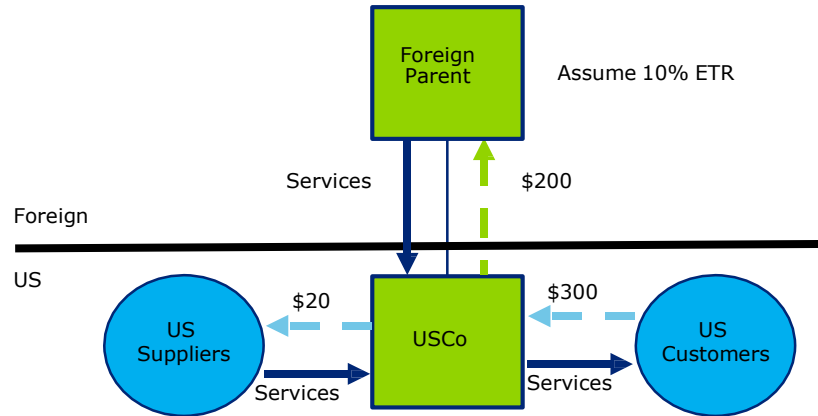 Foreign
Parent
Assume 10% ETR
Services
$200
Foreign
US
$20
$300
US
Suppliers
USCo
US
Customers
Services
Services